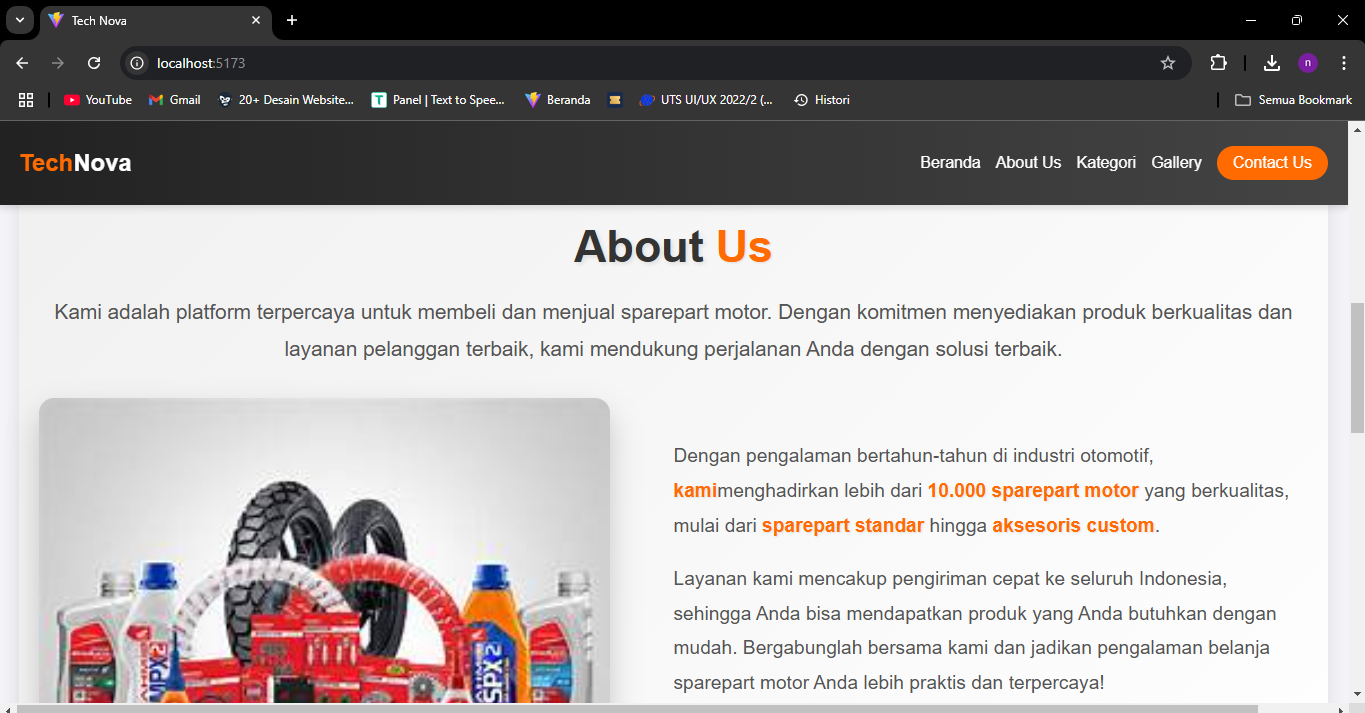 Tech Nova
localhost:5173
YouTube
Gmail
20+ Desain Website...
Panel | Text to Spee...
Beranda
UTS UI/UX 2022/2 (...
Histori
Semua Bookmark
n
TechNova
Beranda
About Us
Kategori
Gallery
Contact Us
About Us
Kami adalah platform terpercaya untuk membeli dan menjual sparepart motor. Dengan komitmen menyediakan produk berkualitas dan
layanan pelanggan terbaik, kami mendukung perjalanan Anda dengan solusi terbaik.
Dengan pengalaman bertahun-tahun di industri otomotif,
kamimenghadirkan lebih dari 10.000 sparepart motor yang berkualitas,
mulai dari sparepart standar hingga aksesoris custom.
Layanan kami mencakup pengiriman cepat ke seluruh Indonesia,
sehingga Anda bisa mendapatkan produk yang Anda butuhkan dengan
mudah. Bergabunglah bersama kami dan jadikan pengalaman belanja
sparepart motor Anda lebih praktis dan terpercaya!
MPX2
SPX2